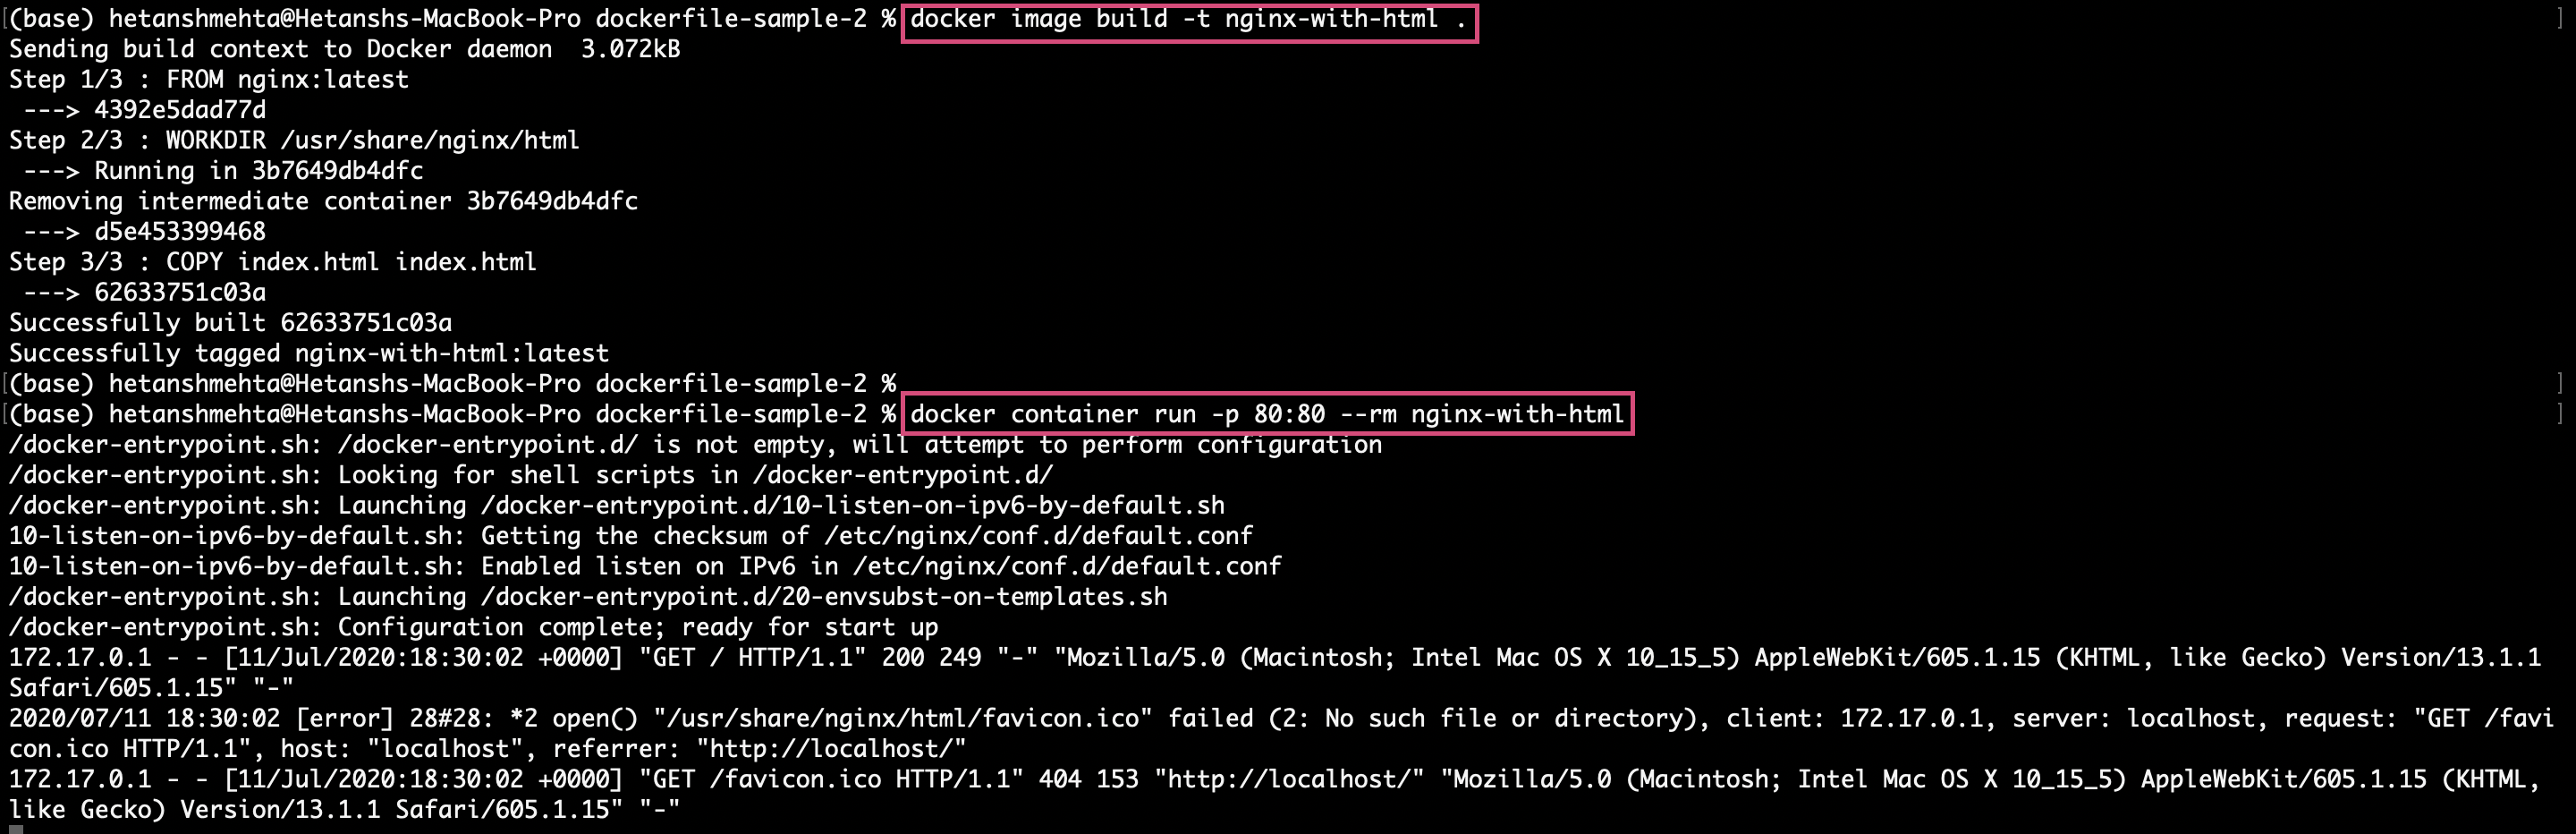 [(base) hetanshmehta@Hetanshs-MacBook-Pro dockerfile-sample-2 % docker image build -t nginx-with-html . ]
Sending build context to Docker daemon  3.072kB
Step 1/3 : FROM nginx:latest
 ---> 4392e5dad77d
Step 2/3 : WORKDIR /usr/share/nginx/html
 ---> Running in 3b7649db4dfc
Removing intermediate container 3b7649db4dfc
 ---> d5e453399468
Step 3/3 : COPY index.html index.html
 ---> 62633751c03a
Successfully built 62633751c03a
Successfully tagged nginx-with-html:latest
[(base) hetanshmehta@Hetanshs-MacBook-Pro dockerfile-sample-2 % ]
[(base) hetanshmehta@Hetanshs-MacBook-Pro dockerfile-sample-2 % docker container run -p 80:80 --rm nginx-with-html ]
/docker-entrypoint.sh: /docker-entrypoint.d/ is not empty, will attempt to perform configuration
/docker-entrypoint.sh: Looking for shell scripts in /docker-entrypoint.d/
/docker-entrypoint.sh: Launching /docker-entrypoint.d/10-listen-on-ipv6-by-default.sh
10-listen-on-ipv6-by-default.sh: Getting the checksum of /etc/nginx/conf.d/default.conf
10-listen-on-ipv6-by-default.sh: Enabled listen on IPv6 in /etc/nginx/conf.d/default.conf
/docker-entrypoint.sh: Launching /docker-entrypoint.d/20-envsubst-on-templates.sh
/docker-entrypoint.sh: Configuration complete; ready for start up
172.17.0.1 - - [11/Jul/2020:18:30:02 +0000] "GET / HTTP/1.1" 200 249 "-" "Mozilla/5.0 (Macintosh; Intel Mac OS X 10_15_5) AppleWebKit/605.1.15 (KHTML, like Gecko) Version/13.1.1
Safari/605.1.15" "-"
2020/07/11 18:30:02 [error] 28#28: *2 open() "/usr/share/nginx/html/favicon.ico" failed (2: No such file or directory), client: 172.17.0.1, server: localhost, request: "GET /favi
con.ico HTTP/1.1", host: "localhost", referrer: "http://localhost/"
172.17.0.1 - - [11/Jul/2020:18:30:02 +0000] "GET /favicon.ico HTTP/1.1" 404 153 "http://localhost/" "Mozilla/5.0 (Macintosh; Intel Mac OS X 10_15_5) AppleWebKit/605.1.15 (KHTML,
like Gecko) Version/13.1.1 Safari/605.1.15" "-"